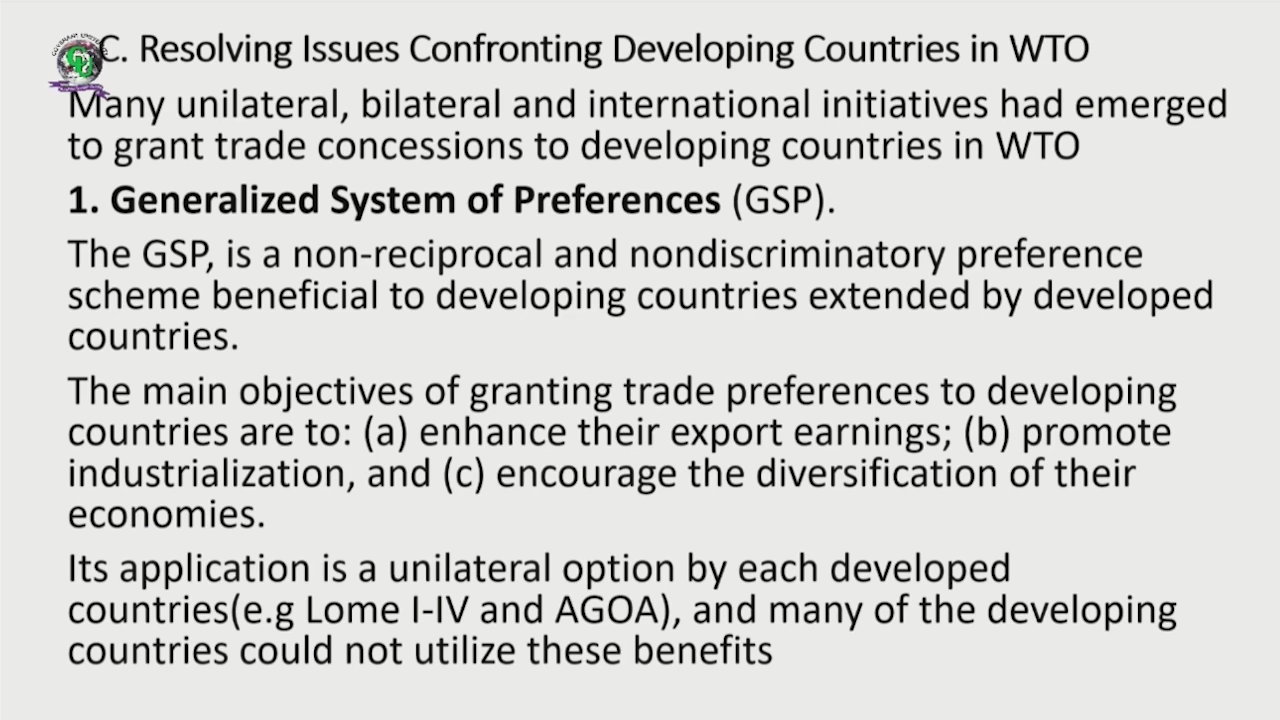 C. Resolving Issues Confronting Developing Countries in WTO
Many unilateral, bilateral and international initiatives had emerged
to grant trade concessions to developing countries in WTO
1. Generalized System of Preferences (GSP).
The GSP, is a non-reciprocal and nondiscriminatory preference
scheme beneficial to developing countries extended by developed
countries.
The main objectives of granting trade preferences to developing
countries are to: (a) enhance their export earnings; (b) promote
industrialization, and (c) encourage the diversification of their
economies.
Its application is a unilateral option by each developed
countries(e.g Lome I-IV and AGOA), and many of the developing
countries could not utilize these benefits